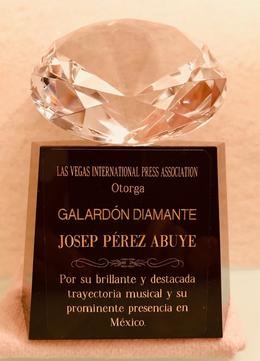 LAS VEGAS INTERNATIONAL PRESS ASSOCIATION
Otorga
GALARDÓN DIAMANTE
JOSEP PÉREZ ABUYE
Por su brillante y destacada
trayectoria musical y su
prominente presencia en
México.